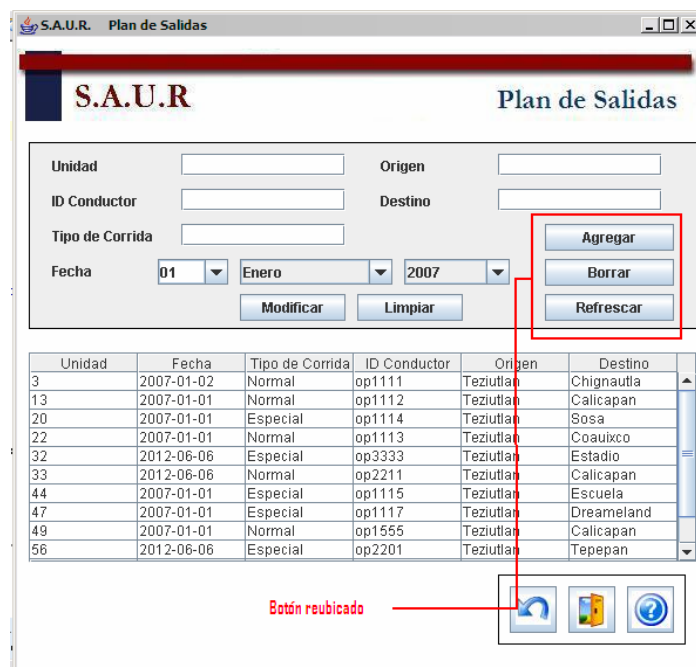 S.A.U.R. Plan de Salidas
S.A.U.R Plan de Salidas
Unidad Origen
ID Conductor Destino
Tipo de Corrida Agregar
Fecha 01 Enero 2007 Borrar
Modificar Limpiar Refrescar
Unidad Fecha Tipo de Corrida ID Conductor Origen Destino
3 2007-01-02 Normal op1111 Teziutlan Chignautla
13 2007-01-01 Normal op1112 Teziutlan Calicapan
20 2007-01-01 Especial op1114 Teziutlan Sosa
22 2007-01-01 Normal op1113 Teziutlan Coauixco
32 2012-06-06 Especial op3333 Teziutlan Estadio
33 2012-06-06 Normal op2211 Teziutlan Calicapan
44 2007-01-01 Especial op1115 Teziutlan Escuela
47 2007-01-01 Especial op1117 Teziutlan Dreameland
49 2007-01-01 Normal op1555 Teziutlan Calicapan
56 2012-06-06 Especial op2201 Teziutlan Tepepan
Botón reubicado